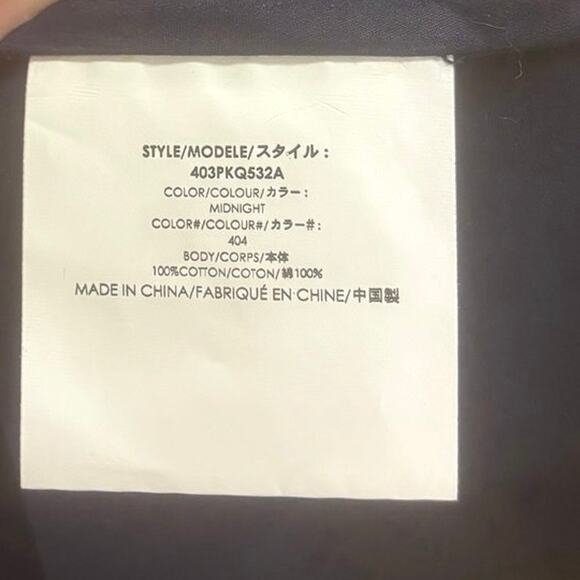 STYLE/MODELE/スタイル:
403PKQ532A
COLOR/COLOUR/カラー:
MIDNIGHT
COLOR#/COLOUR#/カラー#:
404
BODY/CORPS/本体
100%COTTON/COTON/綿100%
MADE IN CHINA/FABRIQUÉ EN CHINE/中国製